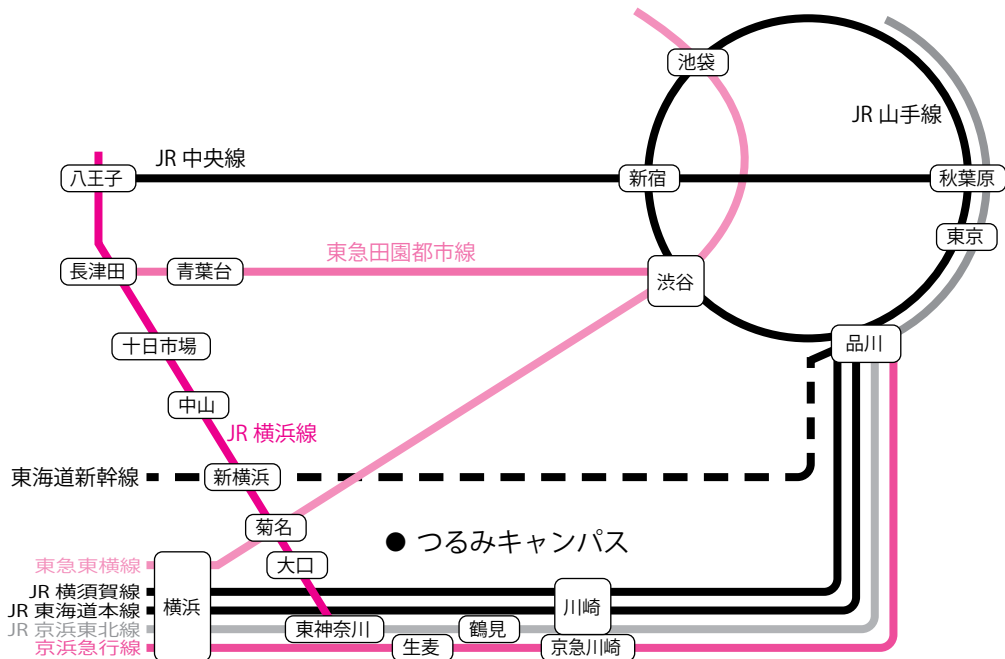 池袋
JR 山手線
JR 中央線
八王子
新宿
秋葉原
東京
東急田園都市線
長津田
青葉台
渋谷
十日市場
品川
中山
JR 横浜線
東海道新幹線
新横浜
菊名
つるみキャンパス
東急東横線
大口
JR 横須賀線
横浜
川崎
JR 東海道本線
JR 京浜東北線
東神奈川
鶴見
京浜急行線
生麦
京急川崎